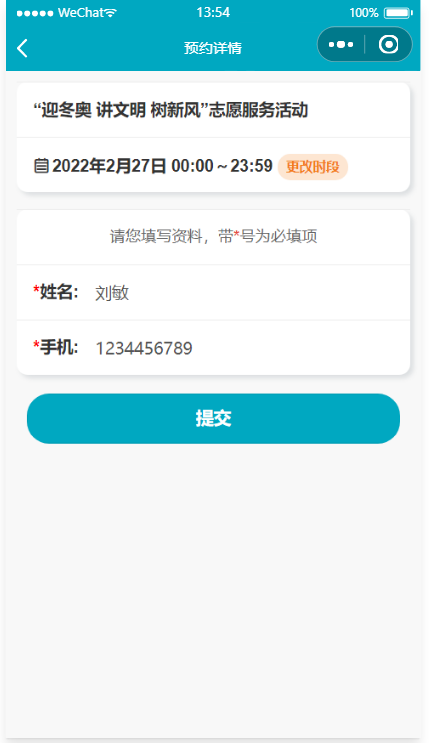 WeChat 13:54 100%
预约详情
“迎冬奥 讲文明 树新风”志愿服务活动
2022年2月27日 00:00～23:59 更改时段
请您填写资料，带*号为必填项
*姓名: 刘敏
*手机: 1234456789
提交